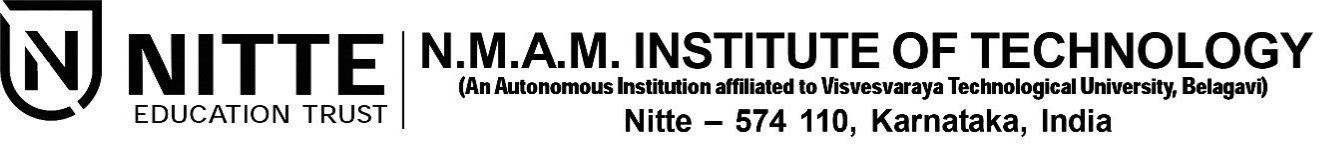 N
NITTE
EDUCATION TRUST
N.M.A.M. INSTITUTE OF TECHNOLOGY
(An Autonomous Institution affiliated to Visvesvaraya Technological University, Belagavi)
Nitte – 574 110, Karnataka, India